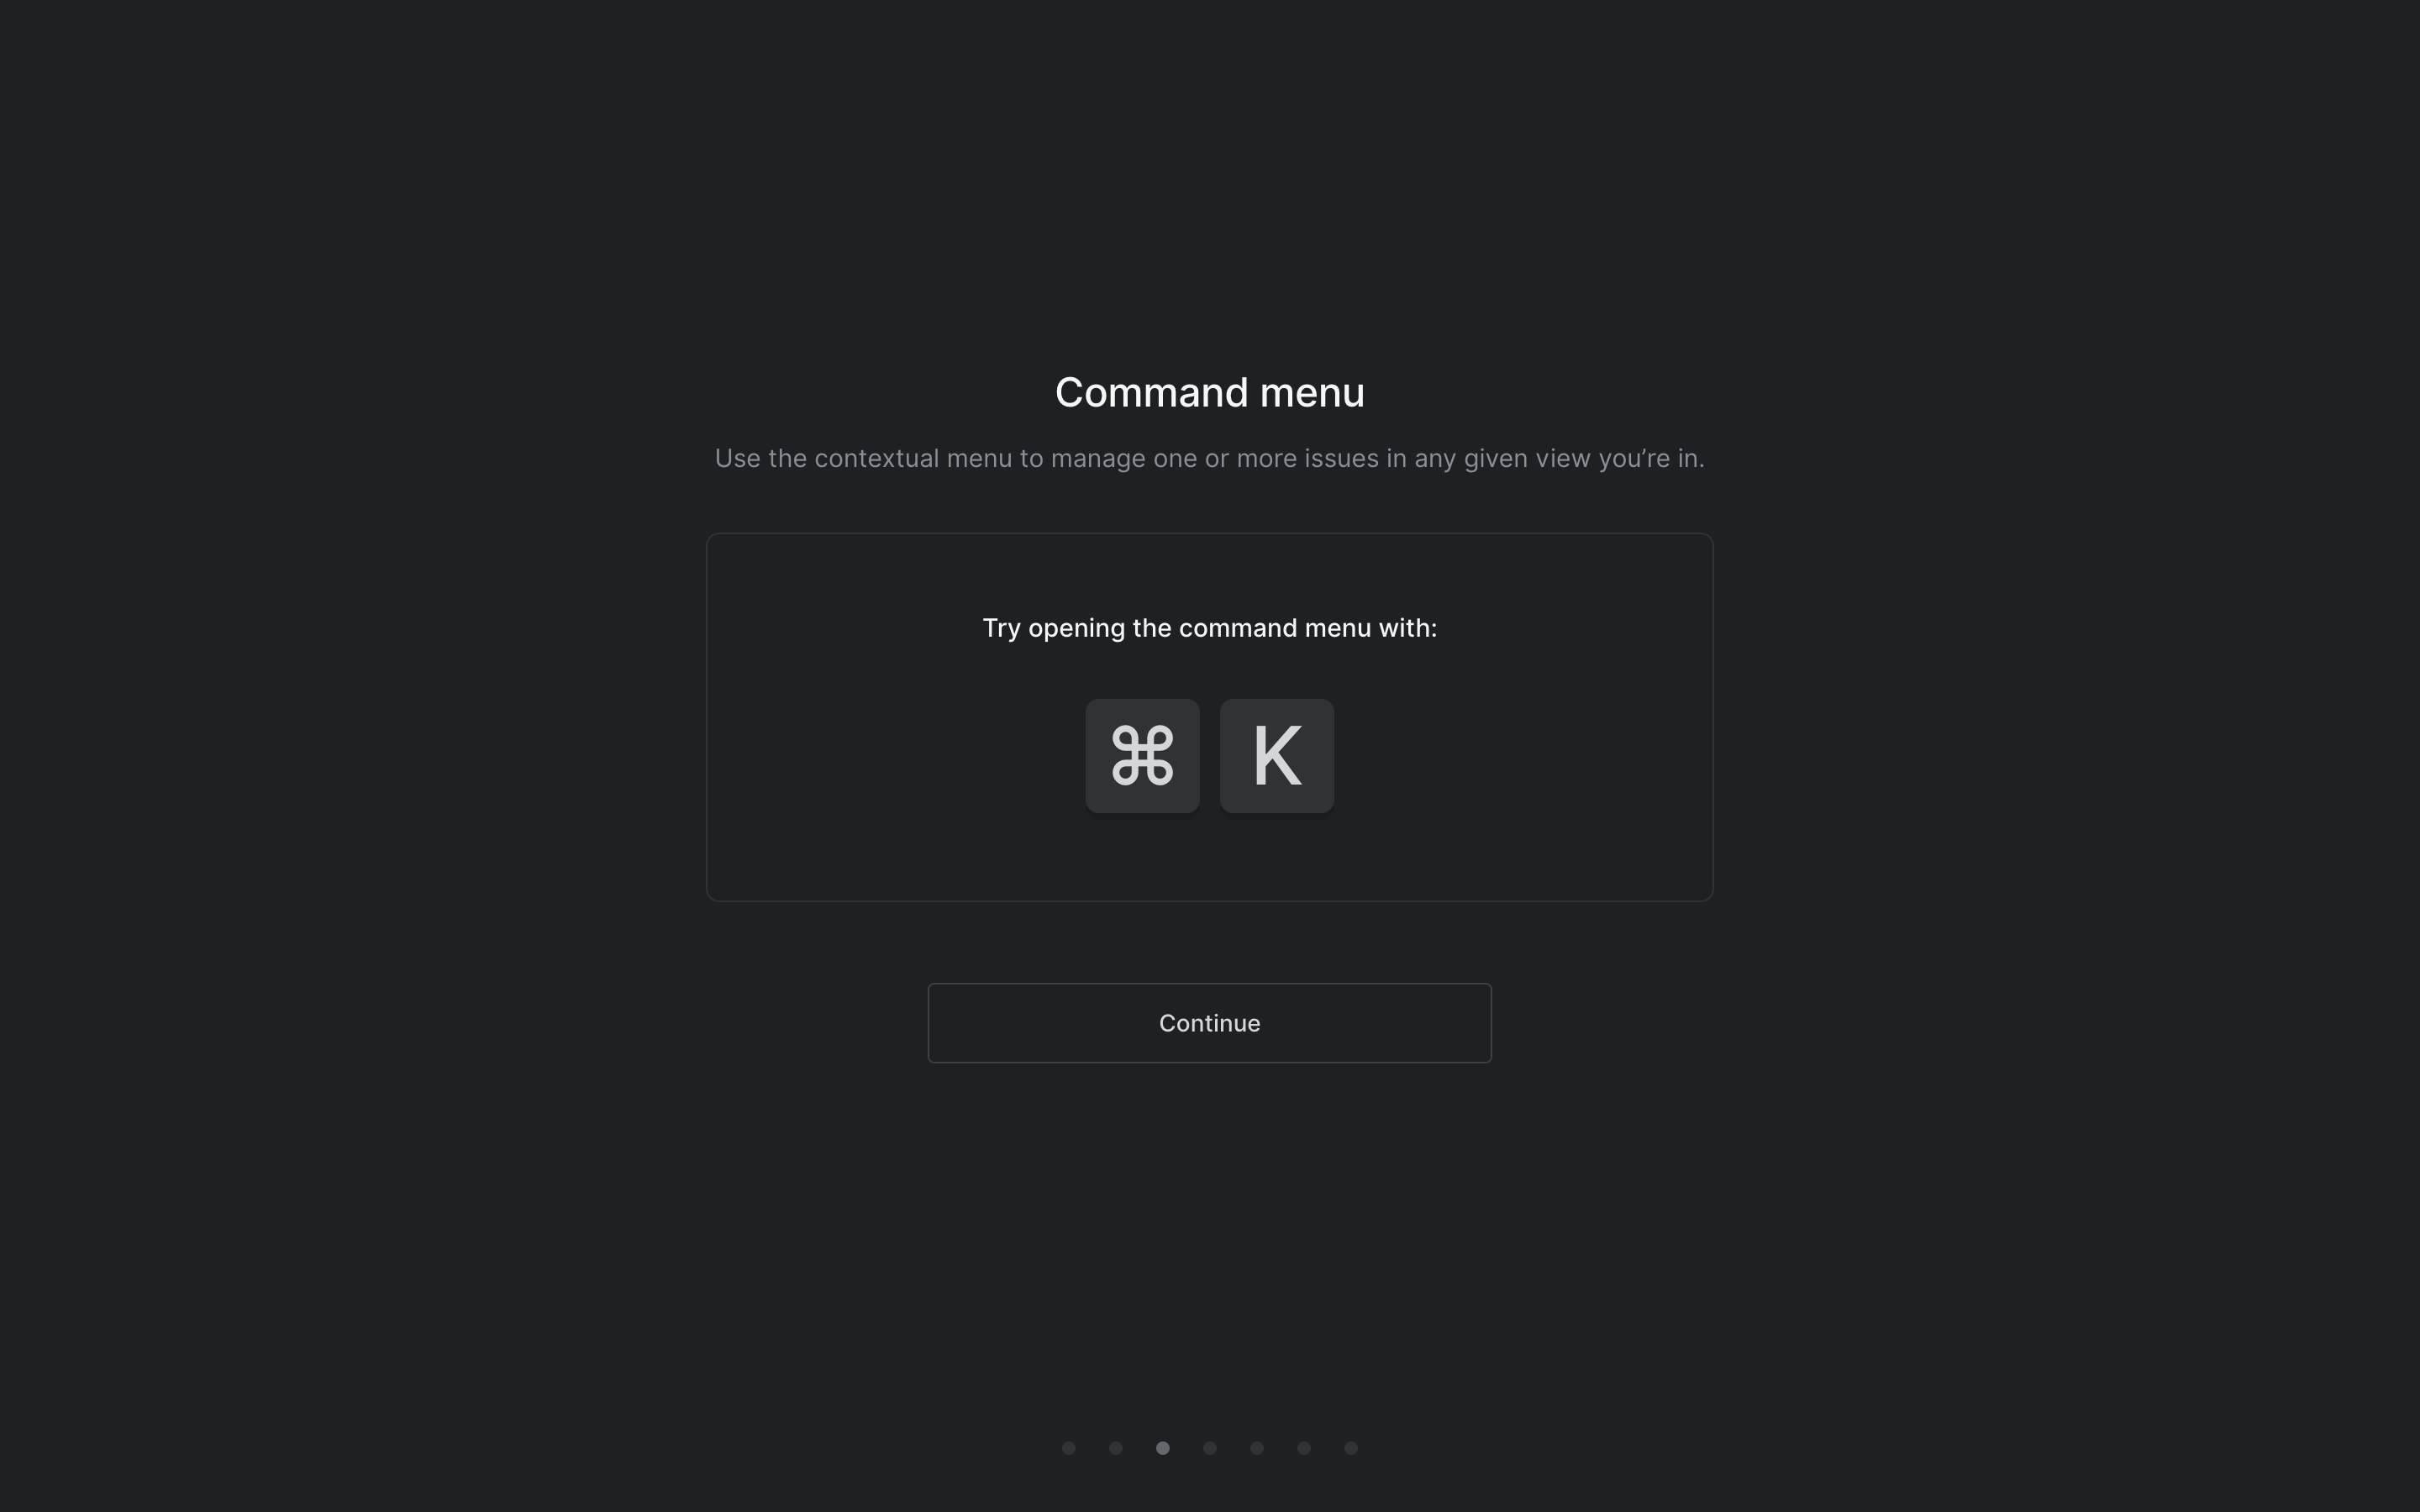 Command menu
Use the contextual menu to manage one or more issues in any given view you’re in.
Try opening the command menu with:
⌘ K
Continue